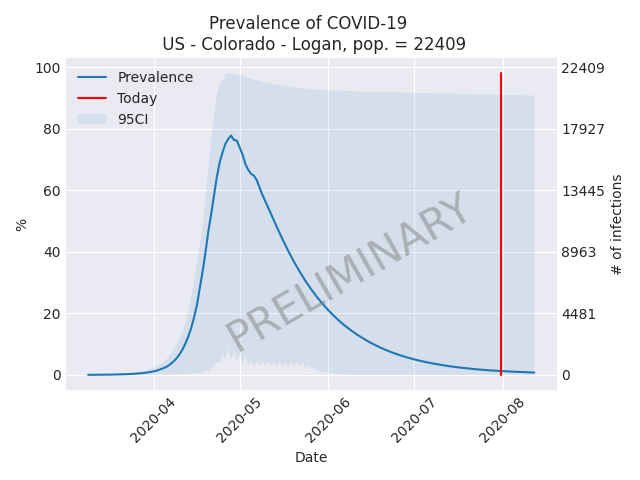 Prevalence of COVID-19
US - Colorado - Logan, pop. = 22409
Prevalence
Today
95CI
100
80
60
40
20
0
%
22409
17927
13445
8963
4481
0
# of infections
PRELIMINARY
2020-04
2020-05
2020-06
2020-07
2020-08
Date